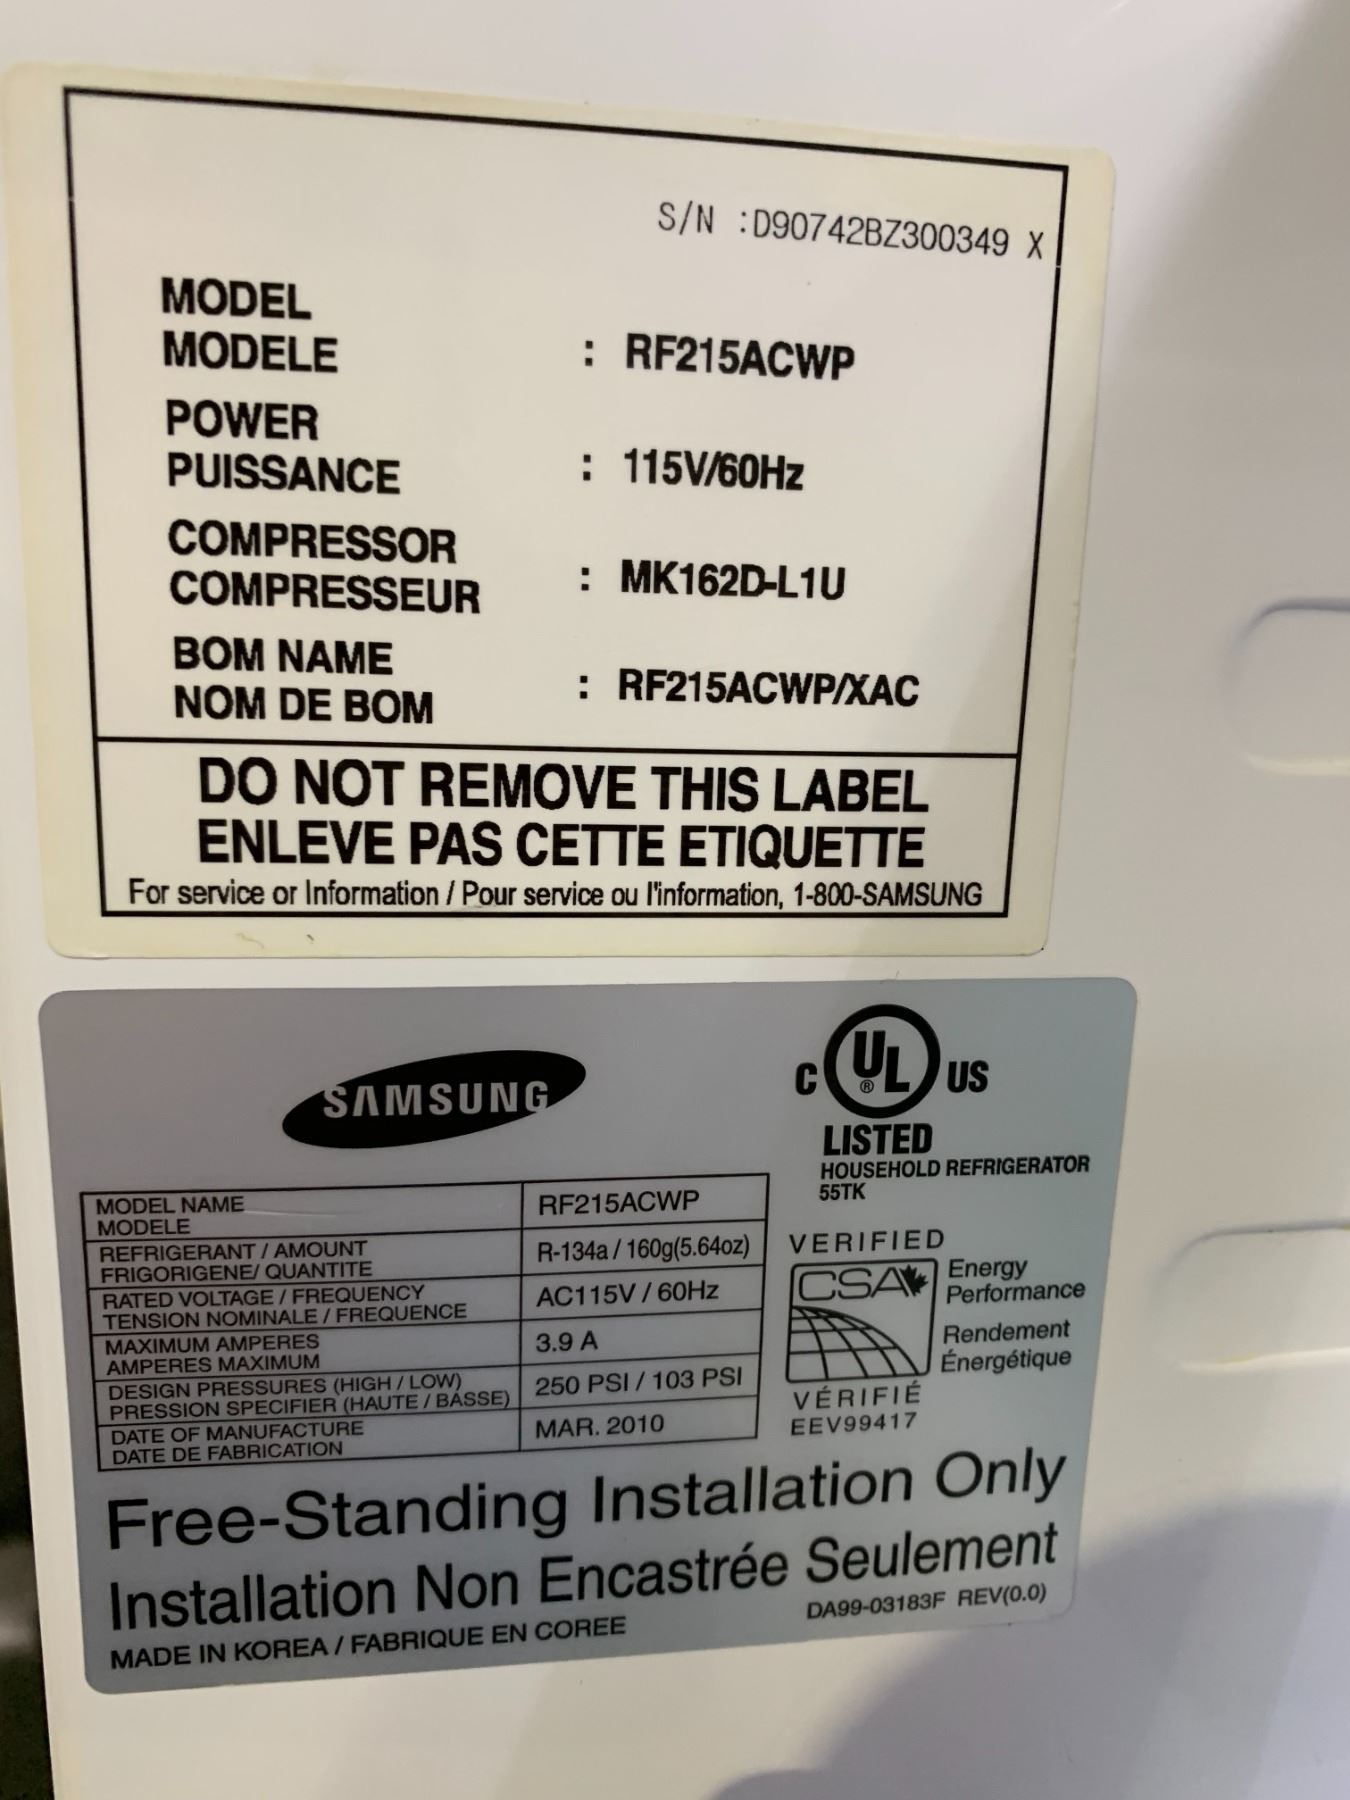 S/N :D90742BZ300349 X
MODEL
MODELE : RF215ACWP
POWER
PUISSANCE : 115V/60Hz
COMPRESSOR
COMPRESSEUR : MK162D-L1U
BOM NAME
NOM DE BOM : RF215ACWP/XAC
DO NOT REMOVE THIS LABEL
ENLEVE PAS CETTE ETIQUETTE
For service or Information / Pour service ou l'information, 1-800-SAMSUNG
SAMSUNG
C UL ® US
LISTED
HOUSEHOLD REFRIGERATOR
55TK
MODEL NAME
MODELE
RF215ACWP
REFRIGERANT / AMOUNT
FRIGORIGENE/ QUANTITE
R-134a / 160g(5.64oz)
RATED VOLTAGE / FREQUENCY
TENSION NOMINALE / FREQUENCE
AC115V / 60Hz
MAXIMUM AMPERES
AMPERES MAXIMUM
3.9 A
DESIGN PRESSURES (HIGH / LOW)
PRESSION SPECIFIER (HAUTE / BASSE)
250 PSI / 103 PSI
DATE OF MANUFACTURE
DATE DE FABRICATION
MAR. 2010
VERIFIED
CSA
Energy
Performance
Rendement
Énergétique
VÉRIFIÉ
EEV99417
Free-Standing Installation Only
Installation Non Encastrée Seulement
MADE IN KOREA / FABRIQUE EN COREE
DA99-03183F REV(0.0)